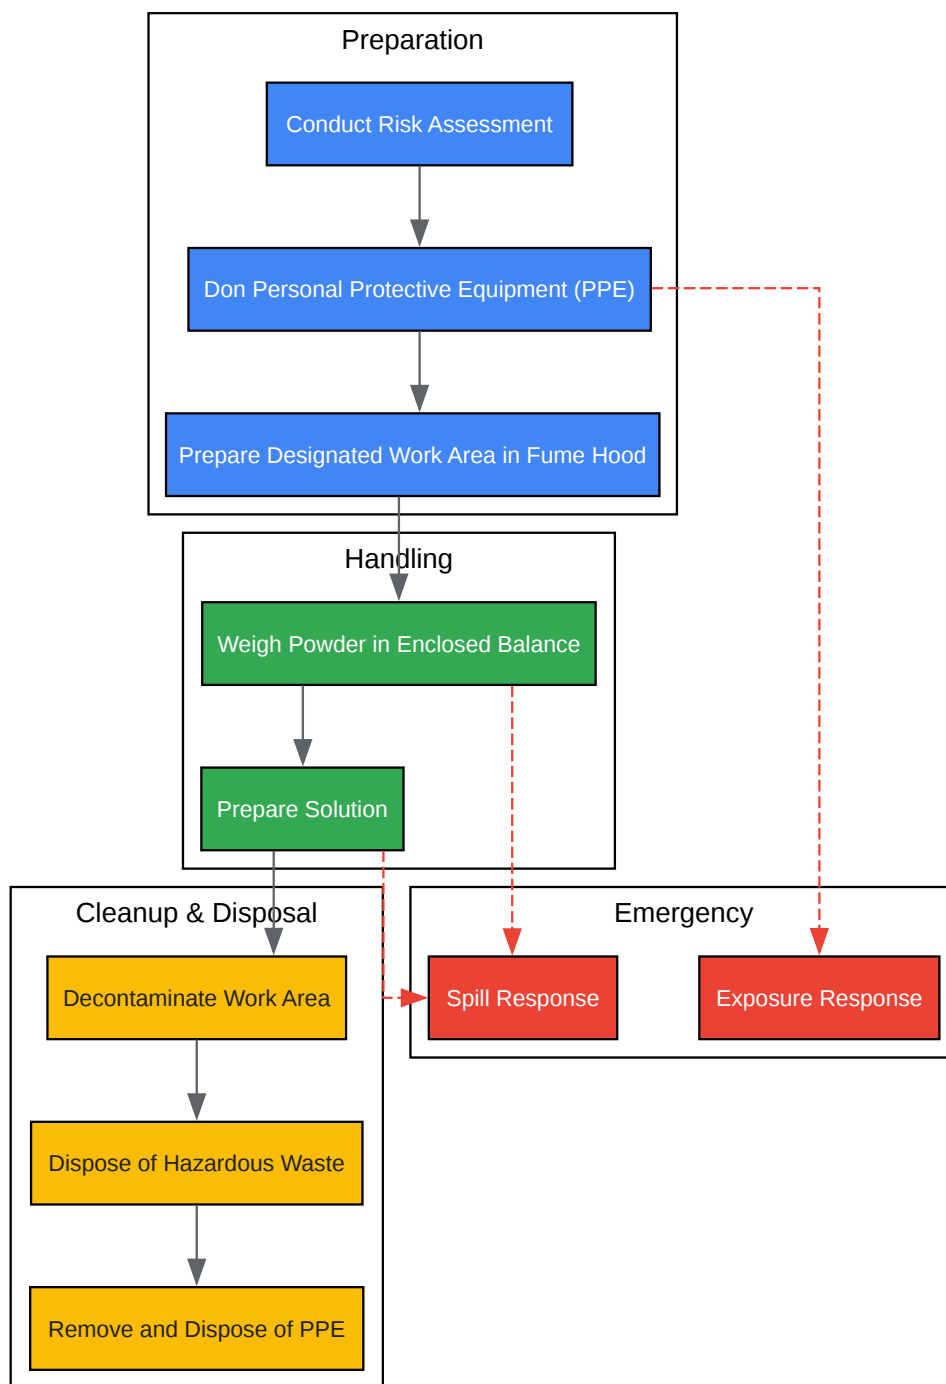 Preparation
Conduct Risk Assessment
Don Personal Protective Equipment (PPE)
Prepare Designated Work Area in Fume Hood
Handling
Weigh Powder in Enclosed Balance
Prepare Solution
Cleanup & Disposal
Decontaminate Work Area
Dispose of Hazardous Waste
Remove and Dispose of PPE
Emergency
Spill Response
Exposure Response